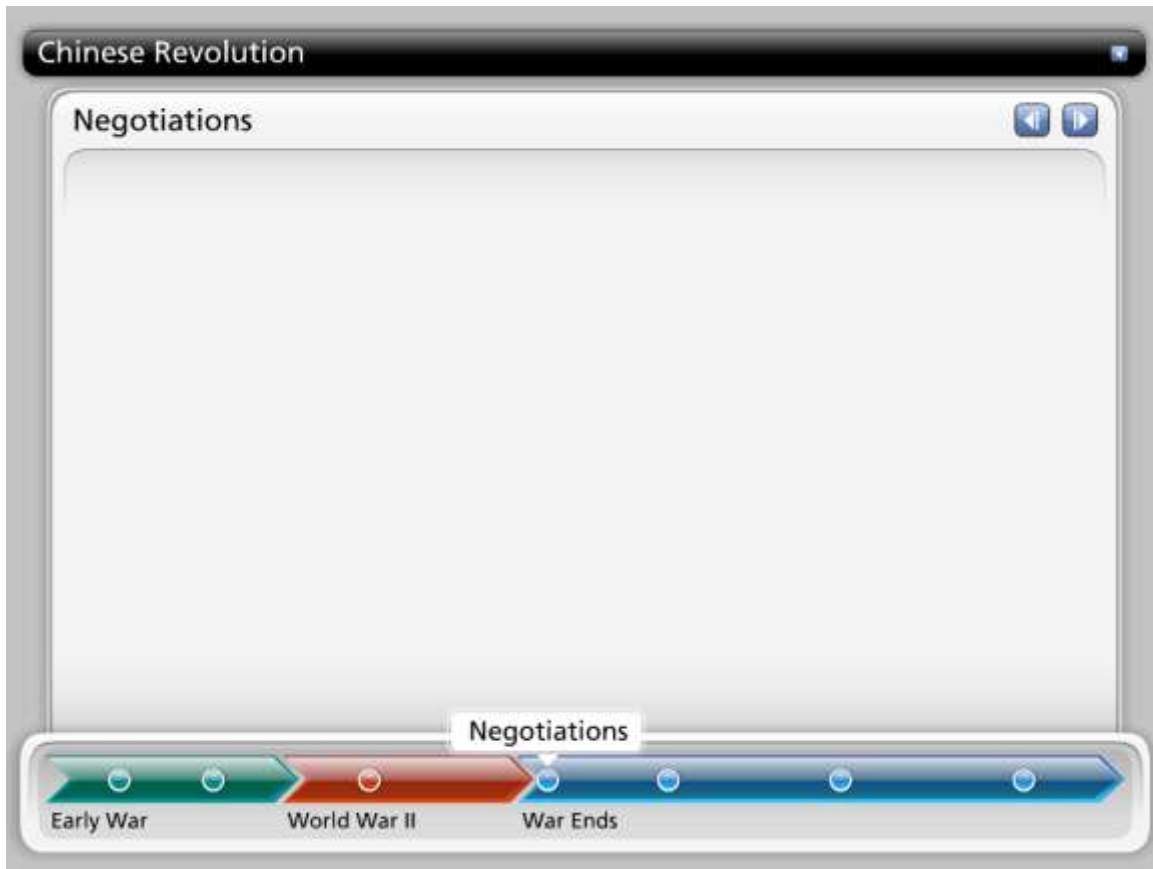 Chinese Revolution
Negotiations
Negotiations
Early War
World War II
War Ends